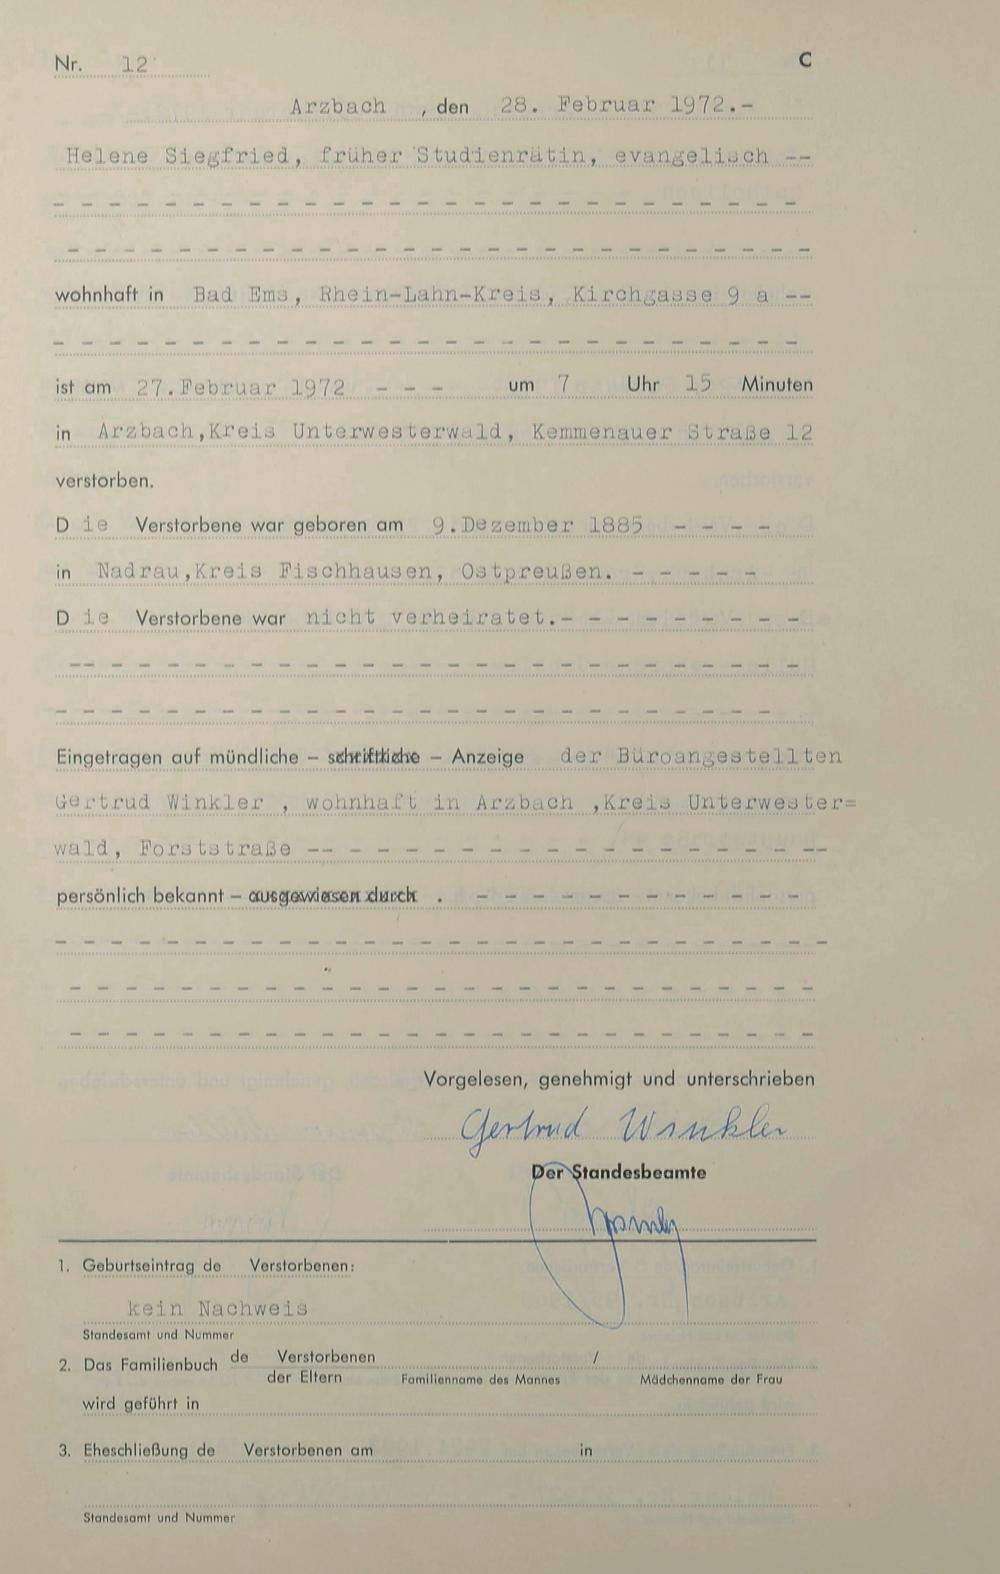 Nr. 12 C
Arzbach , den 28. Februar 1972.-
Helene Siegfried, früher Studienrätin, evangelisch --
- - - - - - - - - - - - - - - - - - - - - - - - - - -
- - - - - - - - - - - - - - - - - - - - - - - - - - -
wohnhaft in Bad Ems, Rhein-Lahn-Kreis, Kirchgasse 9 a --
- - - - - - - - - - - - - - - - - - - - - - - - - - -
ist am 27.Februar 1972 - - - um 7 Uhr 15 Minuten
in Arzbach,Kreis Unterwesterwald, Kemmenauer Straße 12
verstorben.
D ie Verstorbene war geboren am 9.Dezember 1885 - - - -
in Nadrau,Kreis Fischhausen, Ostpreußen. - - - - -
D ie Verstorbene war nicht verheiratet.- - - - - - - - -
-- - - - - - - - - - - - - - - - - - - - - - - - - -
- - - - - - - - - - - - - - - - - - - - - - - - - -
Eingetragen auf mündliche – schriftliche – Anzeige der Büroangestellten
Gertrud Winkler , wohnhaft in Arzbach ,Kreis Unterwester=
wald, Forststraße -- - - - - - - - - - - - - - - - - - --
persönlich bekannt – ausgewiesen durch . - - - - - - - - - - - - -
- - - - - - - - - - - - - - - - - - - - - - - - - - - -
- - - - - - - - - - - - - - - - - - - - - - - - - - -
- - - - - - - - - - - - - - - - - - - - - - - - - - -
Vorgelesen, genehmigt und unterschrieben
Gertrud Winkler
Der Standesbeamte
1. Geburtseintrag de Verstorbenen:
kein Nachweis
Standesamt und Nummer
2. Das Familienbuch de Verstorbenen /
der Eltern Familienname des Mannes Mädchenname der Frau
wird geführt in
3. Eheschließung de Verstorbenen am in
Standesamt und Nummer